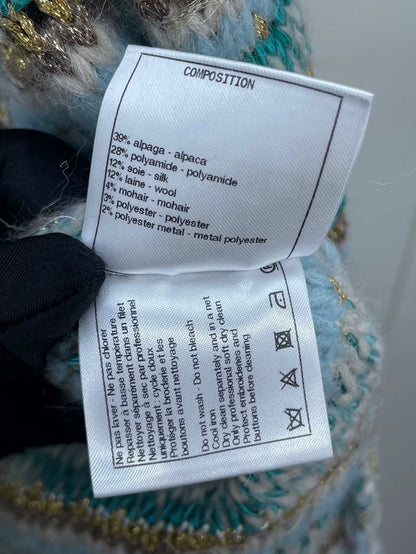 COMPOSITION
39% alpaga - alpaca
28% polyamide - polyamide
12% soie - silk
12% laine - wool
4% mohair - mohair
3% polyester - polyester
2% polyester metal - metal polyester
Ne pas laver - Ne pas chlorer
Repasser à basse température
Nettoyer séparément dans un filet
Nettoyage à sec par professionnel
uniquement : cycle doux
Protéger la broderie et les
boutons avant nettoyage
Do not wash - Do not bleach
Cool iron
Dry clean separately and in a net
Only professional soft dry clean
Protect embroideries and
buttons before cleaning